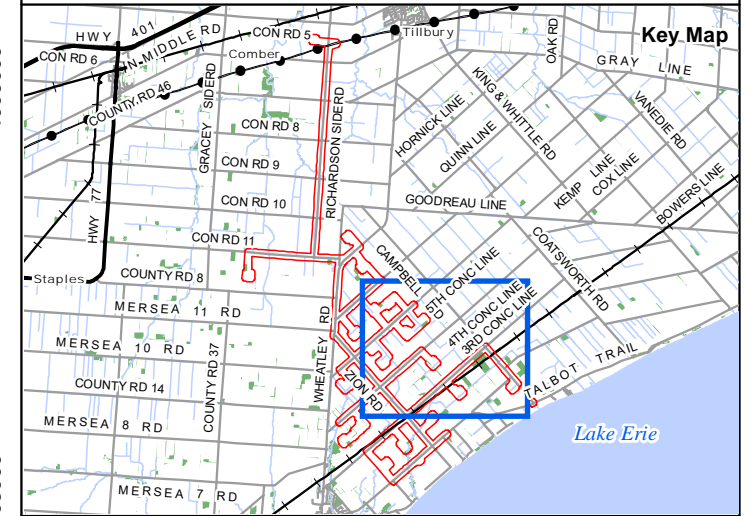 Key Map
HWY 401
CON RD 5
Tillbury
OAK RD
CON RD 6
N MIDDLE RD
Comber
GRAY LINE
COUNTY RD 46
GRACEY SIDERD
RICHARDSON SIDERD
HORNICK LINE
KING & WHITTLE RD
VANEDIE RD
CON RD 8
QUINN LINE
CON RD 9
KEMP LINE
COX LINE
BOWERS LINE
CON RD 10
GOODREAU LINE
HWY 77
CON RD 11
CAMPBELL RD
COATSWORTH RD
Staples
COUNTY RD 8
5TH CONC LINE
4TH CONC LINE
3RD CONC LINE
MERSEA 11 RD
WHEATLEY RD
MERSEA 10 RD
COUNTY RD 37
ZION RD
TALBOT TRAIL
COUNTY RD 14
MERSEA 8 RD
Lake Erie
MERSEA 7 RD